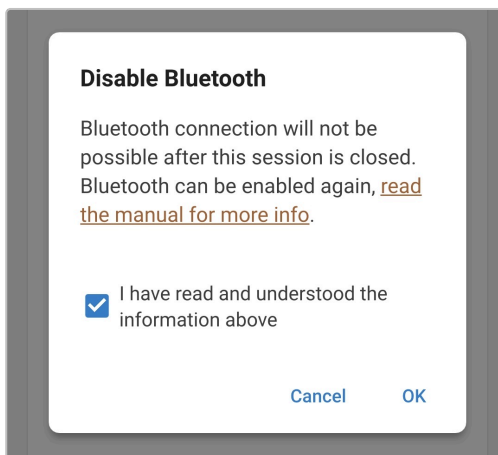 Disable Bluetooth
Bluetooth connection will not be
possible after this session is closed.
Bluetooth can be enabled again, read
the manual for more info.
I have read and understood the
information above
Cancel OK